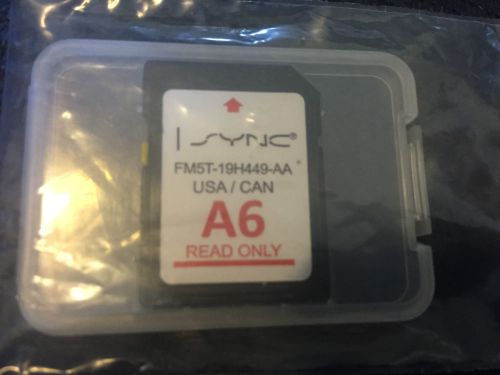 SYNC®
FM5T-19H449-AA
USA / CAN
A6
READ ONLY